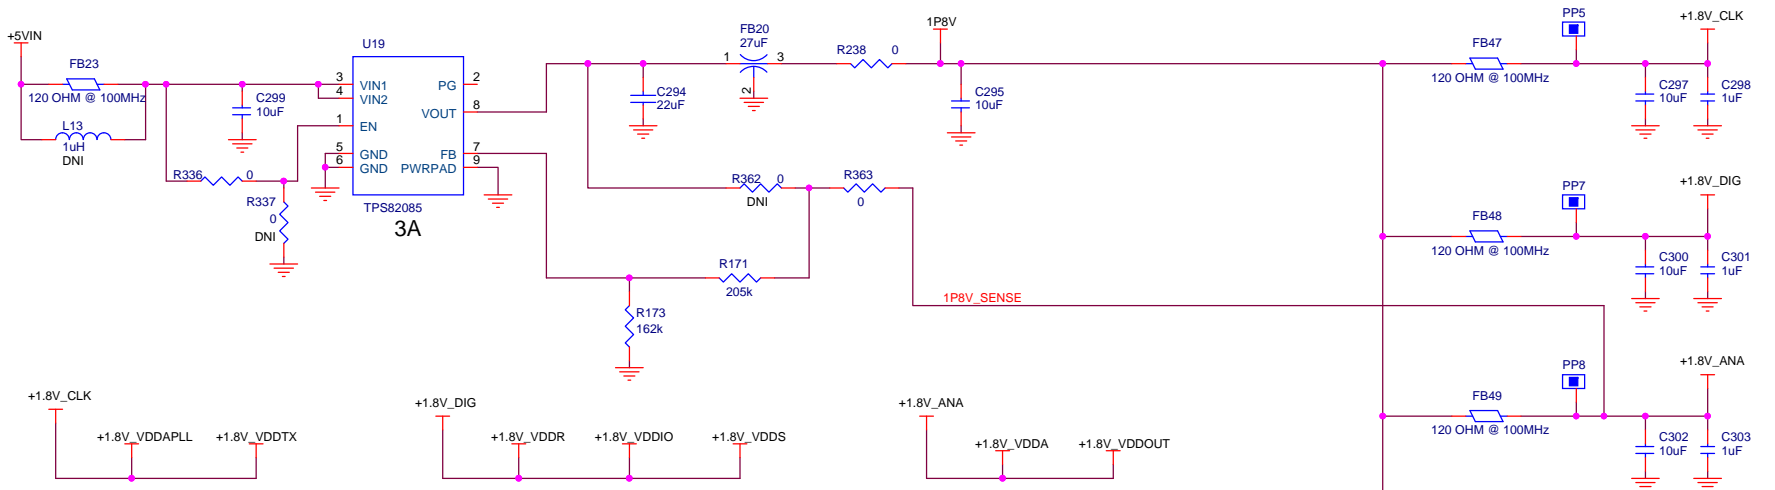 +5VIN
FB23
120 OHM @ 100MHz
L13
1uH
DNI
R336 0
R337
0
DNI
C299
10uF
U19
3 VIN1
4 VIN2
1 EN
5 GND
6 GND
PG 2
VOUT 8
FB 7
PWRPAD 9
TPS82085
3A
C294
22uF
FB20
27uF
1 3
2
R238 0
1P8V
C295
10uF
R362 0
DNI
R363
0
R171
205k
R173
162k
1P8V_SENSE
FB47
120 OHM @ 100MHz
PP5
+1.8V_CLK
C297
10uF
C298
1uF
FB48
120 OHM @ 100MHz
PP7
+1.8V_DIG
C300
10uF
C301
1uF
FB49
120 OHM @ 100MHz
PP8
+1.8V_ANA
C302
10uF
C303
1uF
+1.8V_CLK
+1.8V_VDDAPLL
+1.8V_VDDTX
+1.8V_DIG
+1.8V_VDDR
+1.8V_VDDIO
+1.8V_VDDS
+1.8V_ANA
+1.8V_VDDA
+1.8V_VDDOUT